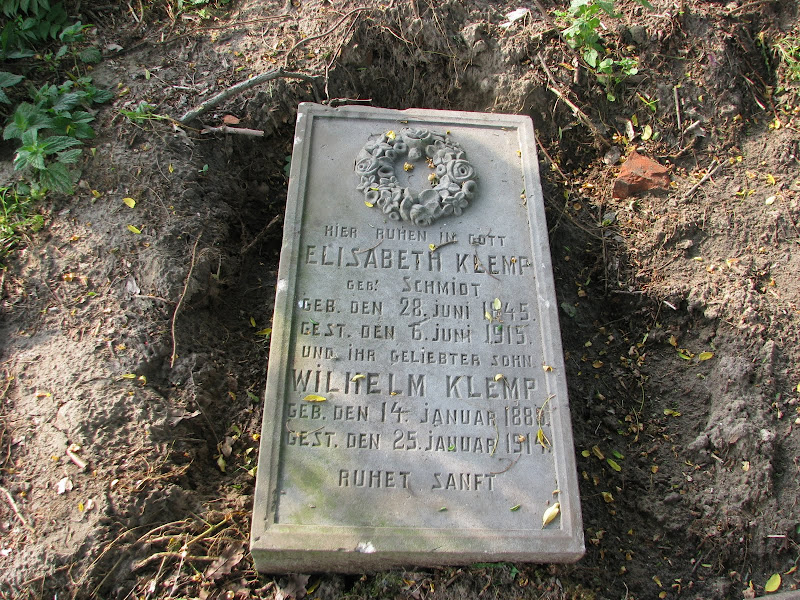 HIER RUHEN IN GOTT
ELISABETH KLEMP
GEB. SCHMIDT
GEB. DEN 28. JUNI 1845.
GEST. DEN 6. JUNI 1915.
UND IHR GELIEBTER SOHN.
WILHELM KLEMP
GEB. DEN 14. JANUAR
GEST. DEN 25. JANUAR 1914.
RUHET SANFT